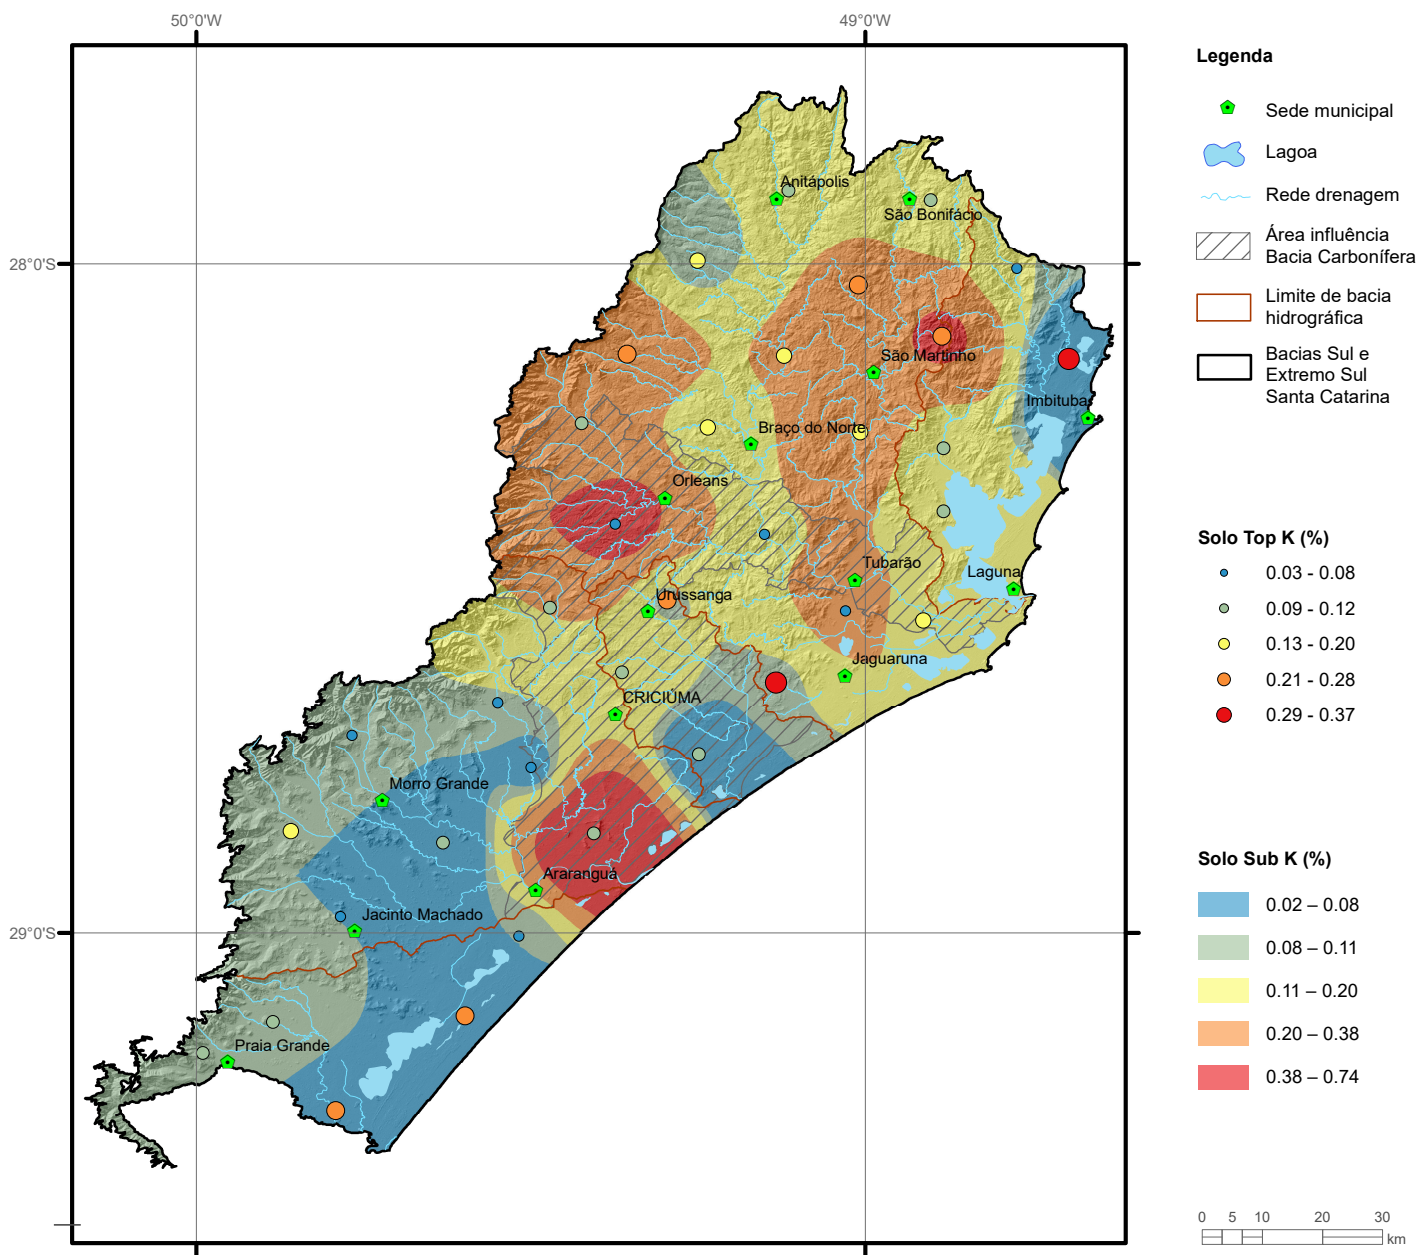 50°0'W
49°0'W
28°0'S
29°0'S
Anitápolis
São Bonifácio
São Martinho
Imbituba
Braço do Norte
Orleans
Tubarão
Laguna
Urussanga
Jaguaruna
CRICIÚMA
Morro Grande
Araranguá
Jacinto Machado
Praia Grande
Legenda
Sede municipal
Lagoa
Rede drenagem
Área influência
Bacia Carbonífera
Limite de bacia
hidrográfica
Bacias Sul e
Extremo Sul
Santa Catarina
Solo Top K (%)
0.03 - 0.08
0.09 - 0.12
0.13 - 0.20
0.21 - 0.28
0.29 - 0.37
Solo Sub K (%)
0.02 – 0.08
0.08 – 0.11
0.11 – 0.20
0.20 – 0.38
0.38 – 0.74
0 5 10 20 30
km